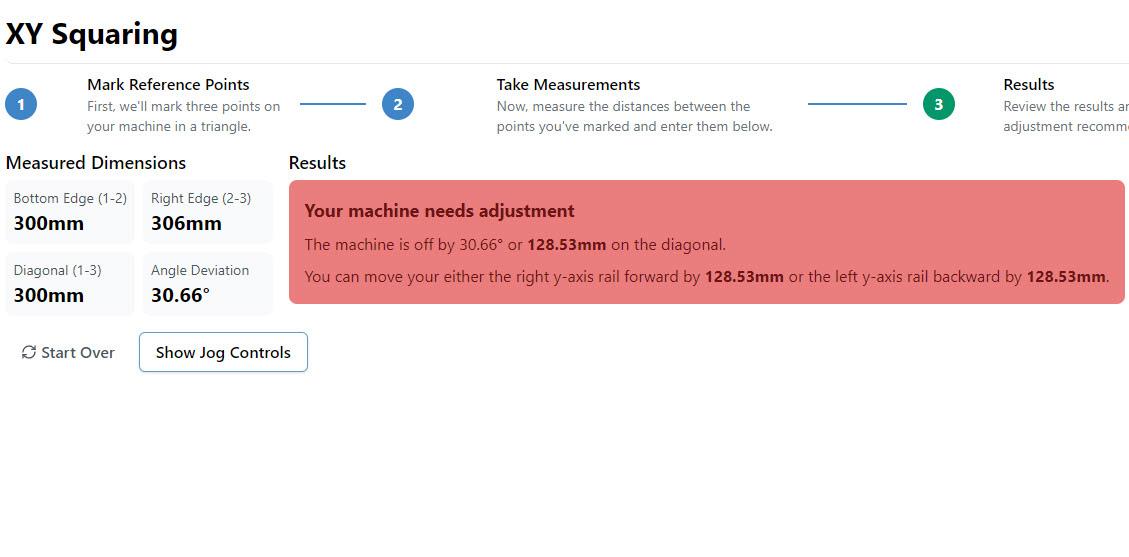 XY Squaring
1
Mark Reference Points
First, we'll mark three points on
your machine in a triangle.
2
Take Measurements
Now, measure the distances between the
points you've marked and enter them below.
3
Results
Review the results
adjustment
Measured Dimensions
Bottom Edge (1-2)
300mm
Right Edge (2-3)
306mm
Diagonal (1-3)
300mm
Angle Deviation
30.66°
Results
Your machine needs adjustment
The machine is off by 30.66° or 128.53mm on the diagonal.
You can move your either the right y-axis rail forward by 128.53mm or the left y-axis rail backward by 128.53mm.
Start Over
Show Jog Controls